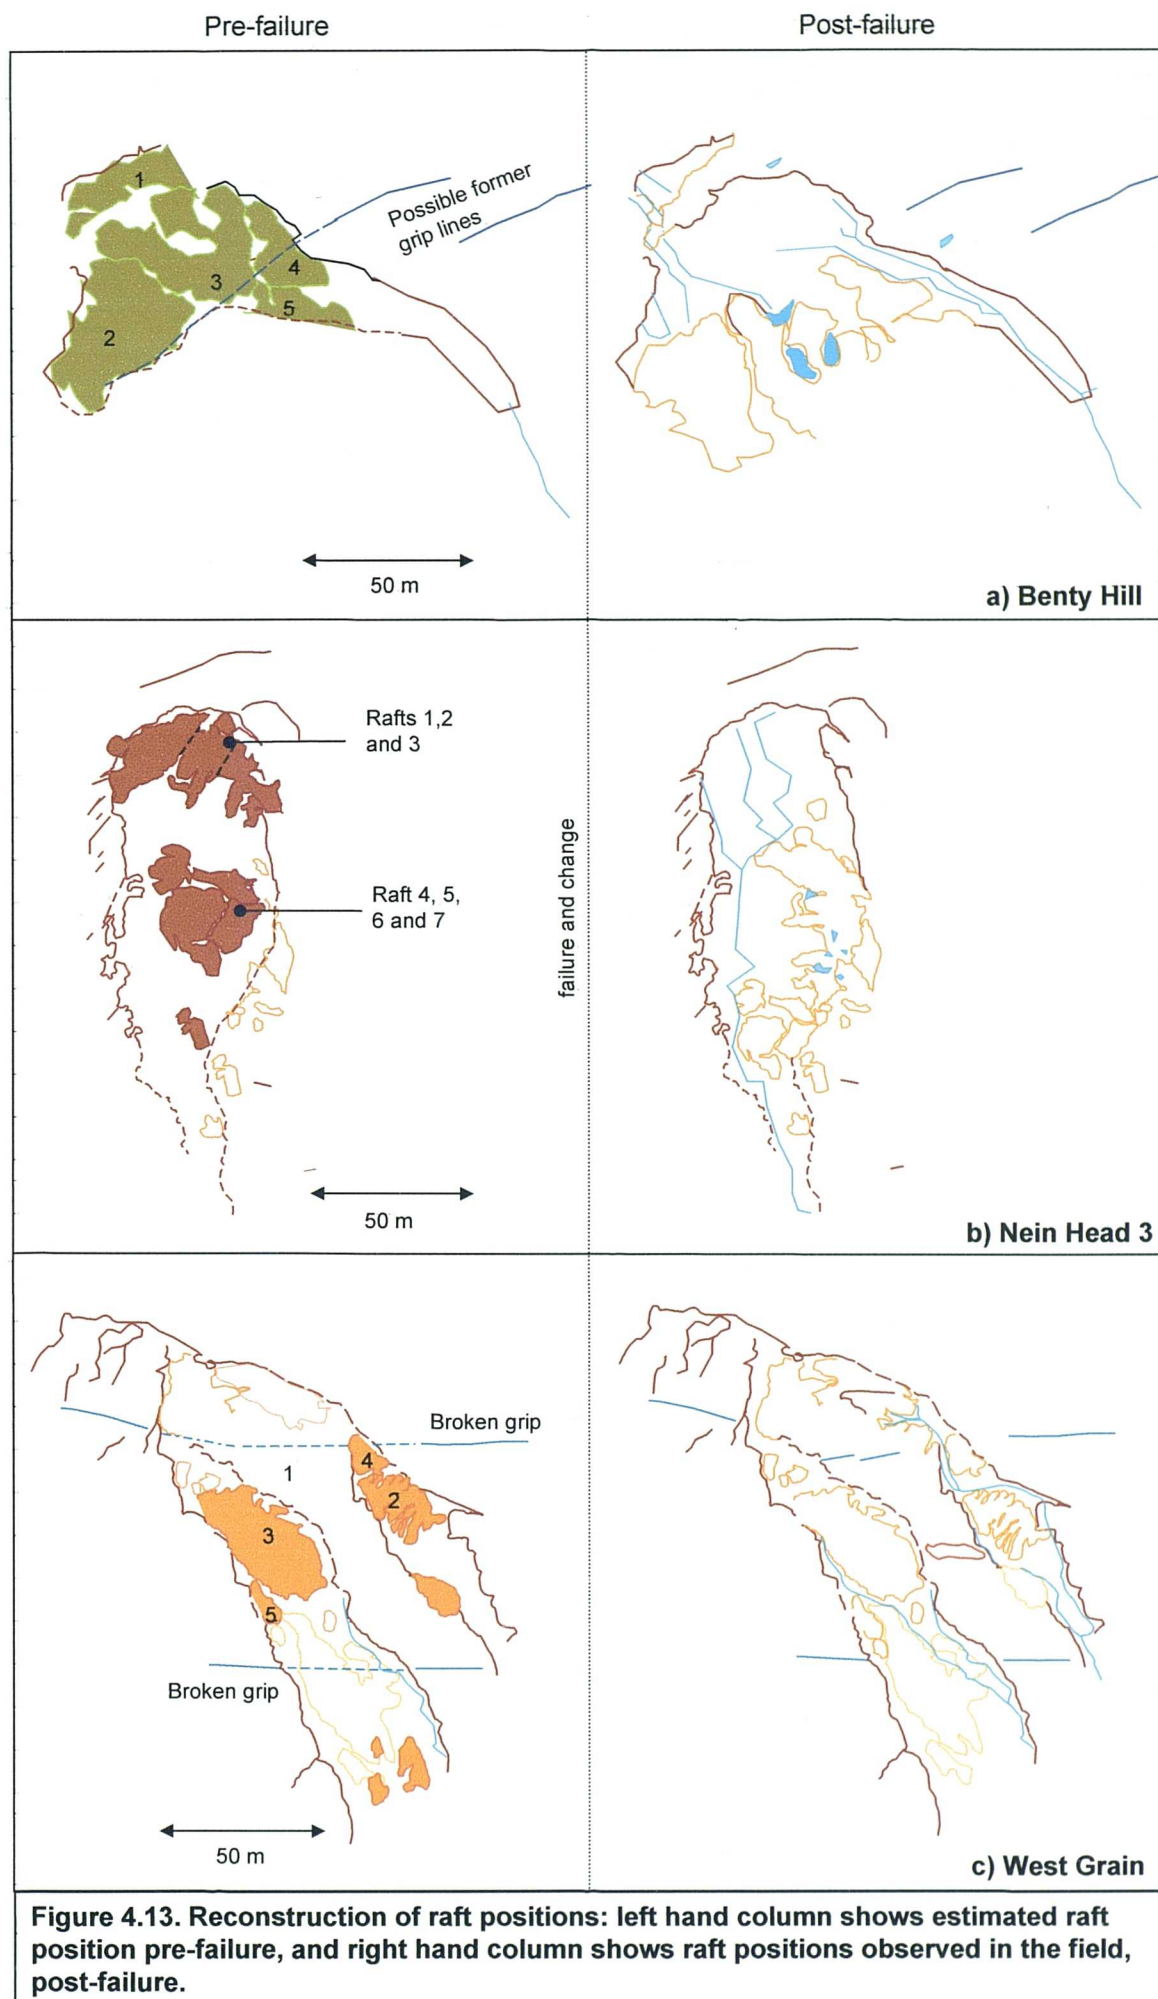 Pre-failure
Post-failure
1
2
3
4
5
Possible former
grip lines
50 m
a) Benty Hill
Rafts 1,2
and 3
Raft 4, 5,
6 and 7
failure and change
50 m
b) Nein Head 3
Broken grip
1
4
2
3
5
Broken grip
50 m
c) West Grain
Figure 4.13. Reconstruction of raft positions: left hand column shows estimated raft
position pre-failure, and right hand column shows raft positions observed in the field,
post-failure.